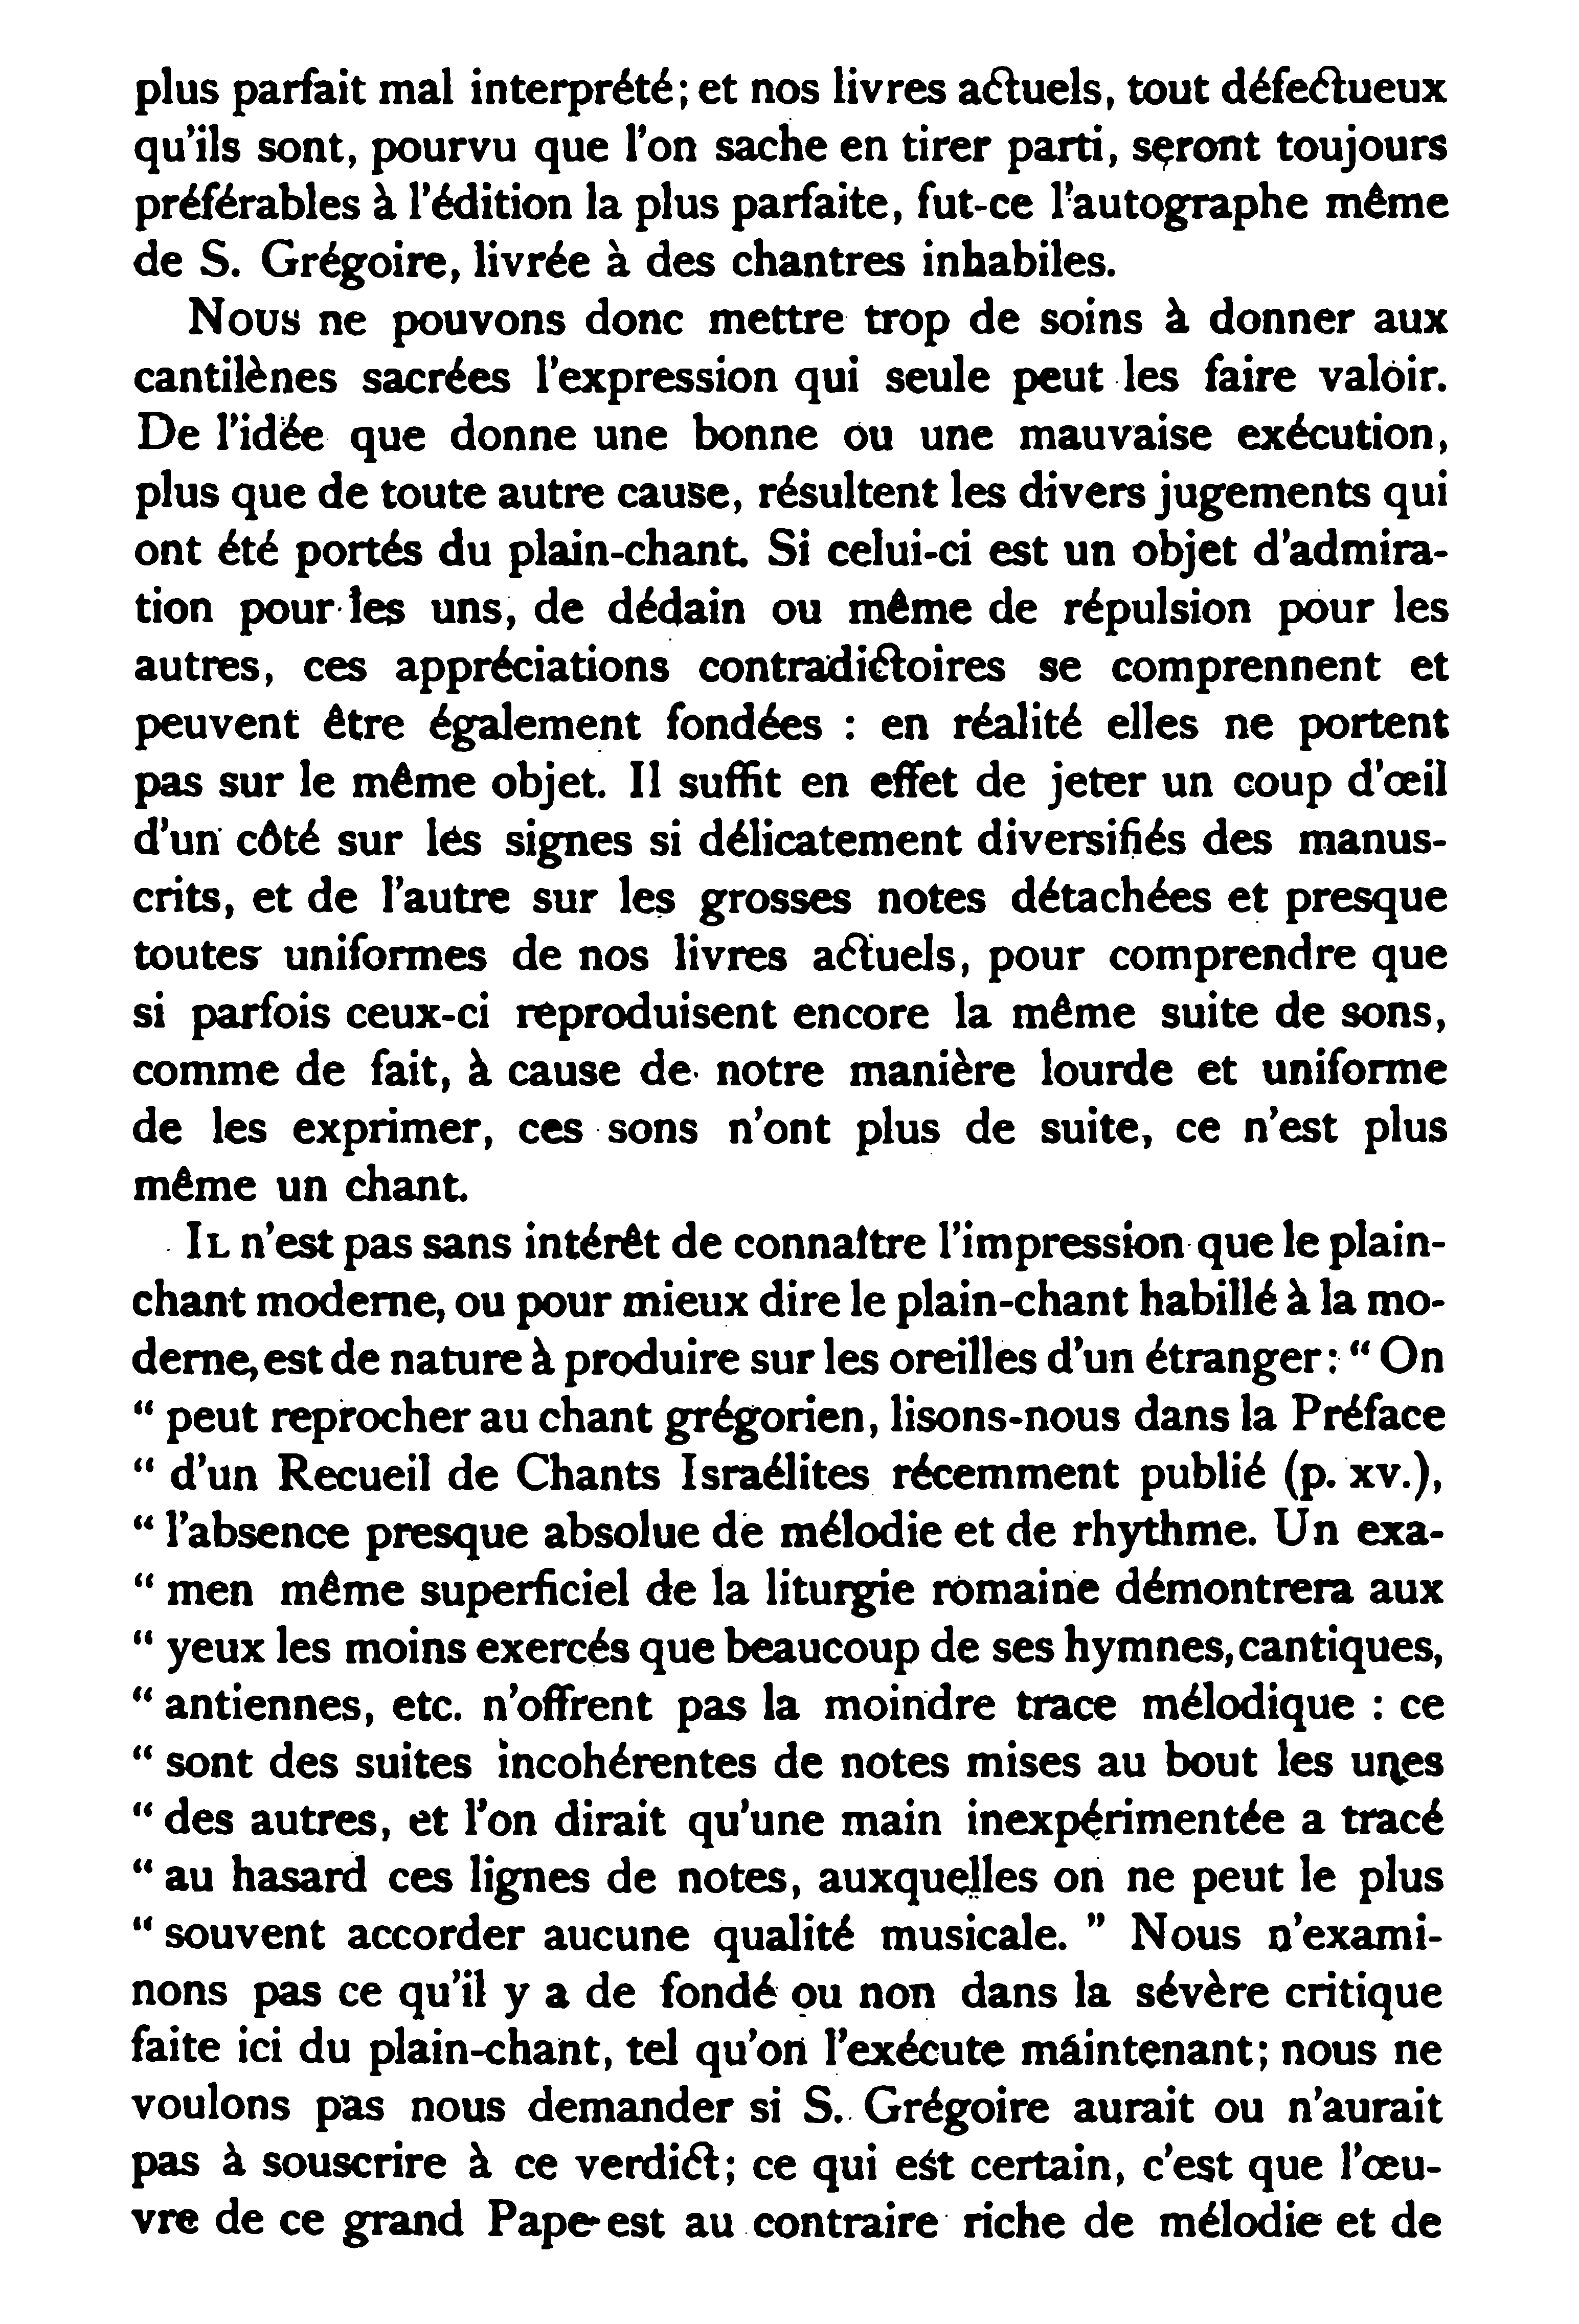 plus parfait mal interprété; et nos livres actuels, tout défectueux
qu'ils sont, pourvu que l'on sache en tirer parti, seront toujours
préférables à l'édition la plus parfaite, fut-ce l'autographe même
de S. Grégoire, livrée à des chantres inhabiles.
Nous ne pouvons donc mettre trop de soins à donner aux
cantilènes sacrées l'expression qui seule peut les faire valoir.
De l'idée que donne une bonne ou une mauvaise exécution,
plus que de toute autre cause, résultent les divers jugements qui
ont été portés du plain-chant. Si celui-ci est un objet d'admira-
tion pour les uns, de dédain ou même de répulsion pour les
autres, ces appréciations contradictoires se comprennent et
peuvent être également fondées : en réalité elles ne portent
pas sur le même objet. Il suffit en effet de jeter un coup d'œil
d'un côté sur les signes si délicatement diversifiés des manus-
crits, et de l'autre sur les grosses notes détachées et presque
toutes uniformes de nos livres actuels, pour comprendre que
si parfois ceux-ci reproduisent encore la même suite de sons,
comme de fait, à cause de notre manière lourde et uniforme
de les exprimer, ces sons n'ont plus de suite, ce n'est plus
même un chant.
IL n'est pas sans intérêt de connaître l'impression que le plain-
chant moderne, ou pour mieux dire le plain-chant habillé à la mo-
derne, est de nature à produire sur les oreilles d'un étranger : “ On
“ peut reprocher au chant grégorien, lisons-nous dans la Préface
“ d'un Recueil de Chants Israélites récemment publié (p. xv.),
“ l'absence presque absolue de mélodie et de rhythme. Un exa-
“ men même superficiel de la liturgie romaine démontrera aux
“ yeux les moins exercés que beaucoup de ses hymnes, cantiques,
“ antiennes, etc. n'offrent pas la moindre trace mélodique : ce
“ sont des suites incohérentes de notes mises au bout les unes
“ des autres, et l'on dirait qu'une main inexpérimentée a tracé
“ au hasard ces lignes de notes, auxquelles on ne peut le plus
“ souvent accorder aucune qualité musicale. ” Nous n'exami-
nons pas ce qu'il y a de fondé ou non dans la sévère critique
faite ici du plain-chant, tel qu'on l'exécute maintenant; nous ne
voulons pas nous demander si S. Grégoire aurait ou n'aurait
pas à souscrire à ce verdict; ce qui est certain, c'est que l'œu-
vre de ce grand Pape est au contraire riche de mélodie et de